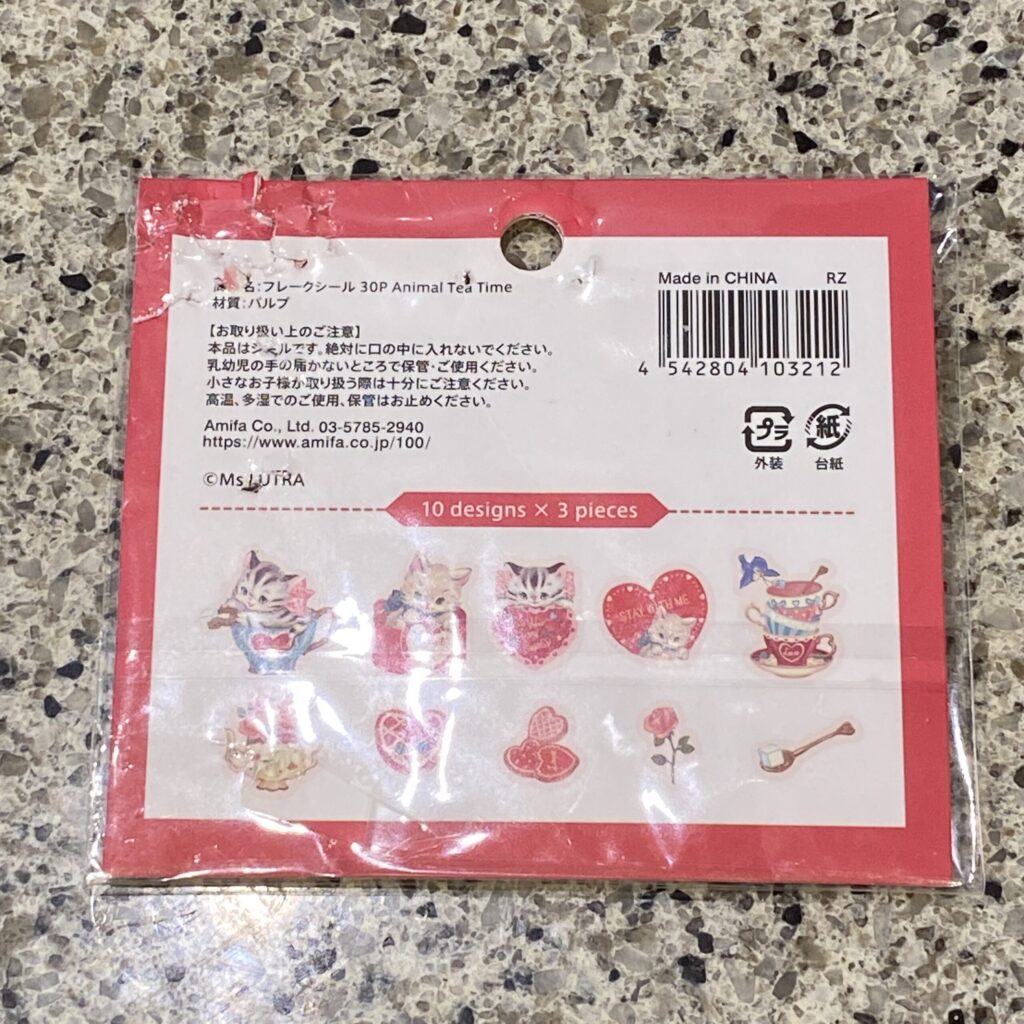 名:フレークシール 30P Animal Tea Time
材質:パルプ
【お取り扱い上のご注意】
本品はシールです。絶対に口の中に入れないでください。
乳幼児の手の届かないところで保管・ご使用ください。
小さなお子様が取り扱う際は十分にご注意ください。
高温、多湿でのご使用、保管はお止めください。
Amifa Co., Ltd. 03-5785-2940
https://www.amifa.co.jp/100/
©Ms LUTRA
Made in CHINA RZ
4 542804 103212
プラ 紙
外装 台紙
10 designs × 3 pieces
STAY WITH ME
Love